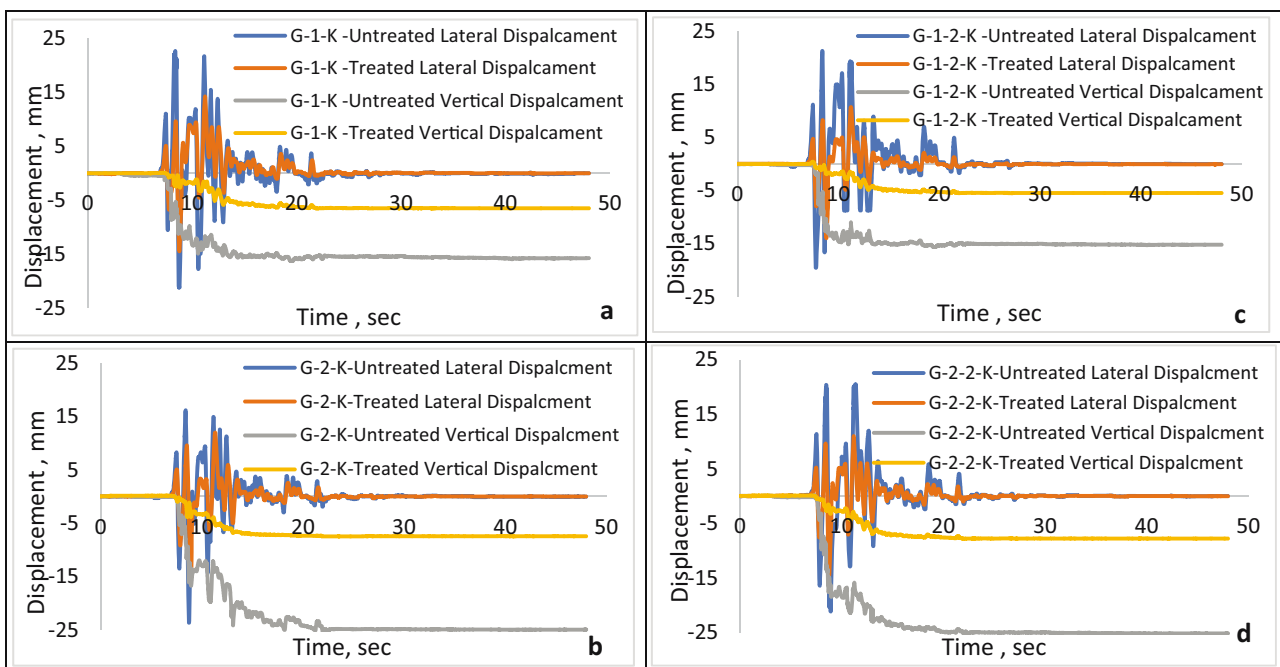 G-1-K -Untreated Lateral Dispalcament
G-1-K -Treated Lateral Dispalcament
G-1-K -Untreated Vertical Dispalcament
G-1-K -Treated Vertical Dispalcament
25
15
5
-5
-15
-25
0
10
20
30
40
50
Displacement , mm
Time , sec
a
G-1-2-K -Untreated Lateral Dispalcament
G-1-2-K -Treated Lateral Dispalcament
G-1-2-K -Untreated Vertical Dispalcament
G-1-2-K -Treated Vertical Dispalcament
25
15
5
-5
-15
-25
0
10
20
30
40
50
Displacement , mm
Time , sec
c
G-2-K-Untreated Lateral Dispalcment
G-2-K-Treated Lateral Dispalcment
G-2-K-Untreated Vertical Dispalcment
G-2-K-Treated Vertical Dispalcment
25
15
5
-5
-15
-25
0
10
20
30
40
50
Displacement , mm
Time, sec
b
G-2-2-K-Untreated Lateral Dispalcment
G-2-2-K-Treated Lateral Dispalcment
G-2-2-K-Untreated Vertical Dispalcment
G-2-2-K-Treated Vertical Dispalcment
25
15
5
-5
-15
-25
0
10
20
30
40
50
Displacement , mm
Time, sec
d